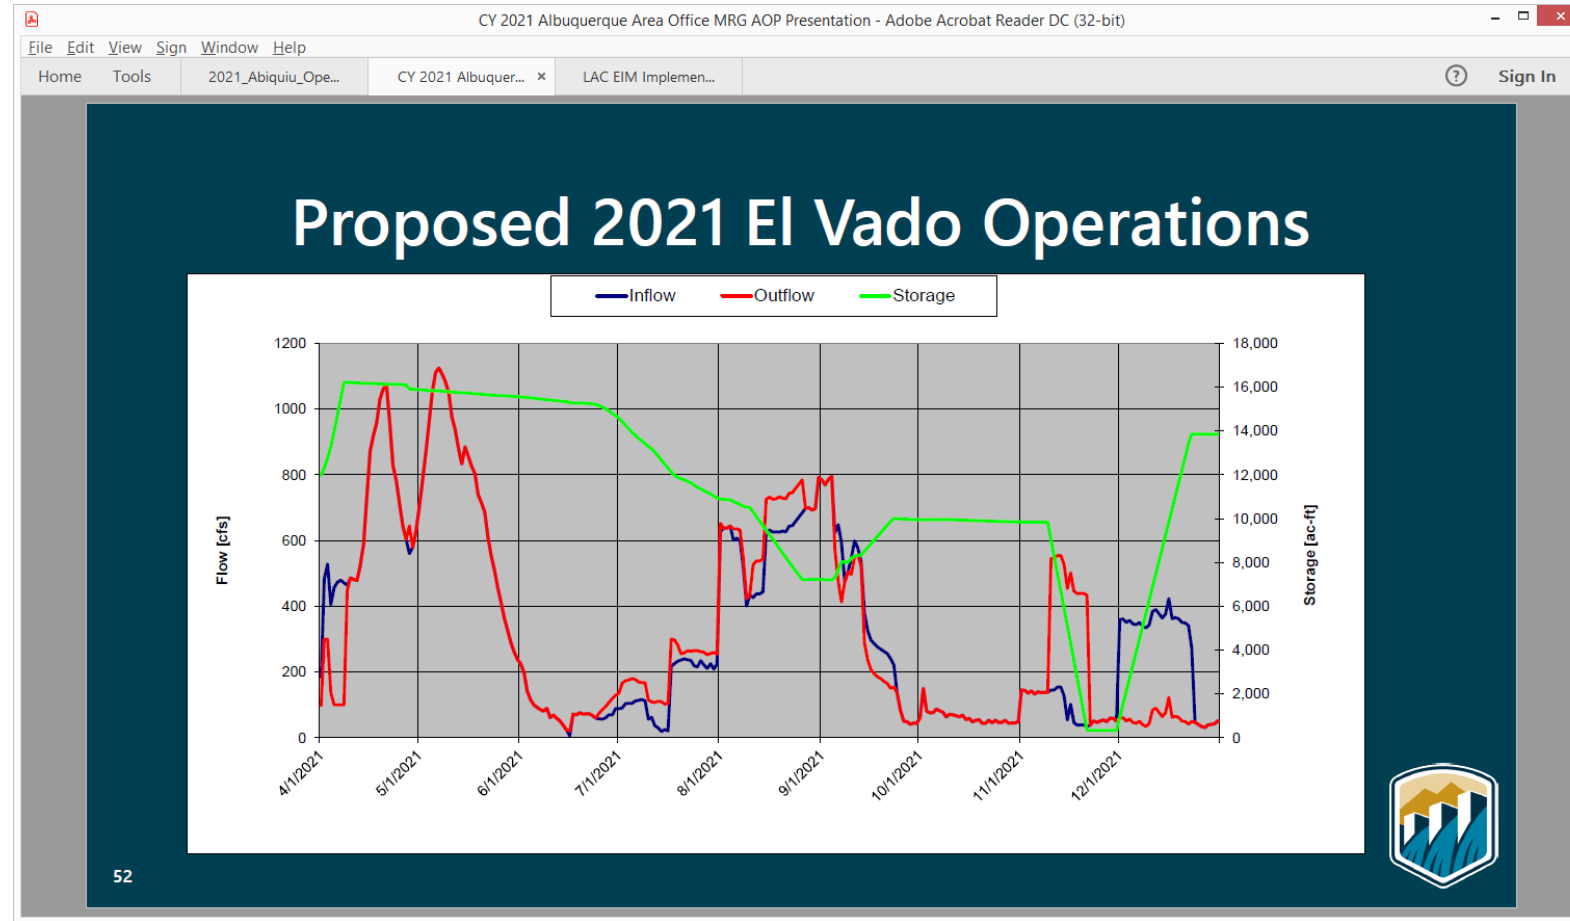 CY 2021 Albuquerque Area Office MRG AOP Presentation - Adobe Acrobat Reader DC (32-bit)
File Edit View Sign Window Help
Home Tools 2021_Abiquiu_Ope... CY 2021 Albuquer... × LAC EIM Implemen... ? Sign In
Proposed 2021 El Vado Operations
Inflow Outflow Storage
1200 18,000
16,000
1000
14,000
800 12,000
10,000
600
8,000
400 6,000
4,000
200
2,000
0 0
Flow [cfs]
Storage [ac-ft]
4/1/2021 5/1/2021 6/1/2021 7/1/2021 8/1/2021 9/1/2021 10/1/2021 11/1/2021 12/1/2021
52